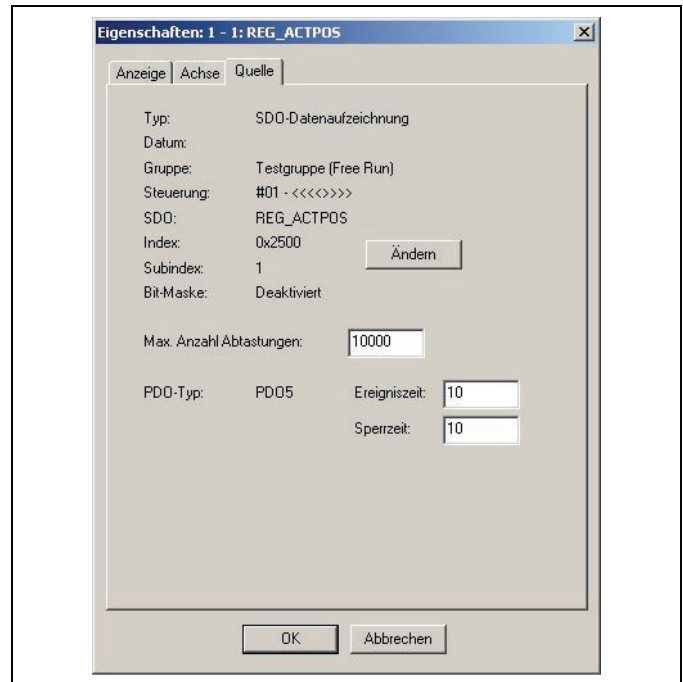 Eigenschaften: 1 - 1: REG_ACTPOS
Anzeige Achse Quelle
Typ: SDO-Datenaufzeichnung
Datum:
Gruppe: Testgruppe (Free Run)
Steuerung: #01 - <<<<>>>>
SDO: REG_ACTPOS
Index: 0x2500
Ändern
Subindex: 1
Bit-Maske: Deaktiviert
Max. Anzahl Abtastungen: 10000
PDO-Typ: PDO5 Ereigniszeit: 10
Sperrzeit: 10
OK Abbrechen